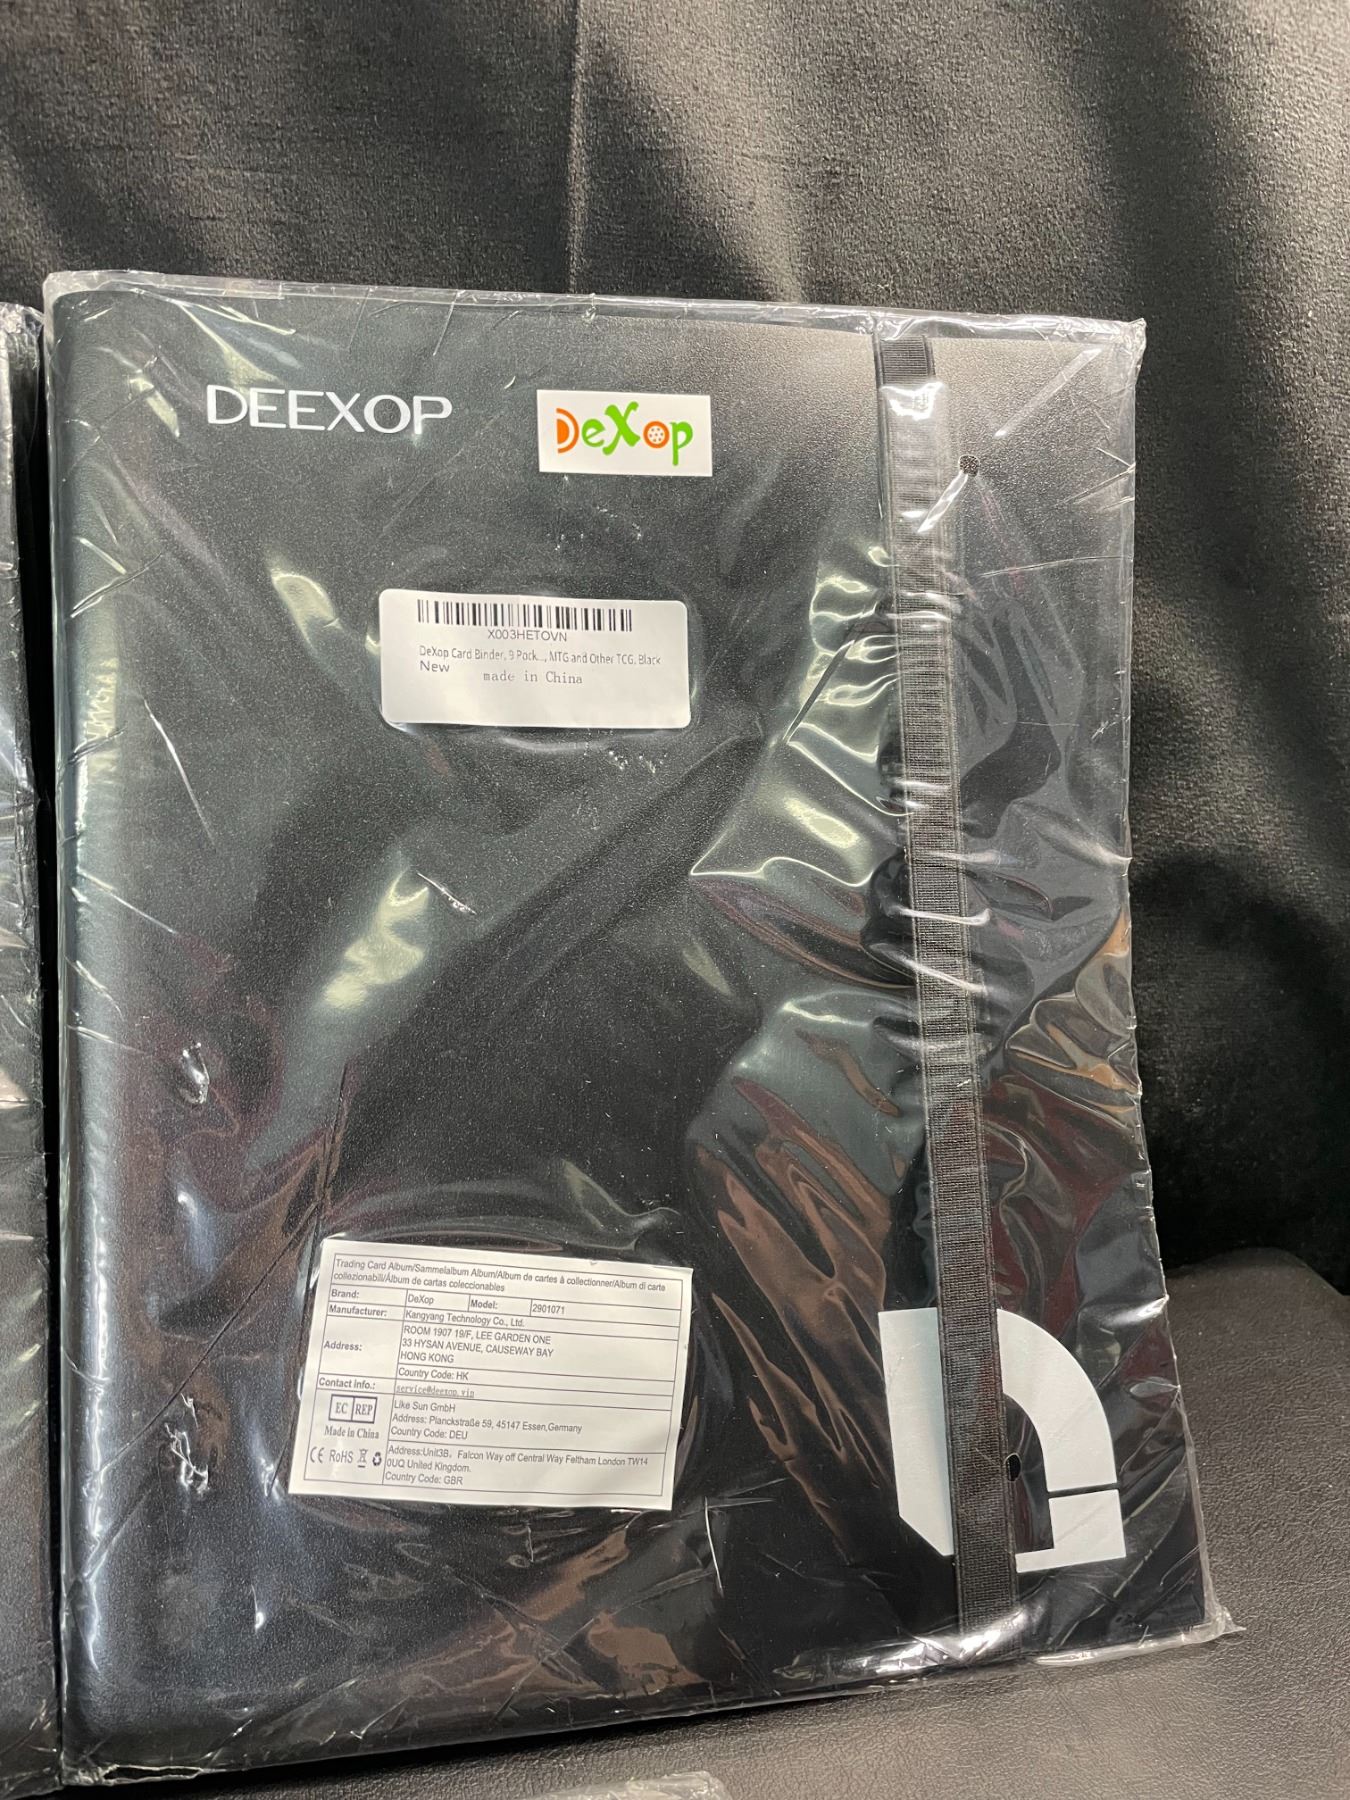 DEEXOP
DeXop
X003HETOVN
DeXop Card Binder, 9 Pock..., MTG and Other TCG, Black
New
made in China
Trading Card Album/Sammelalbum Album/Album de cartes à collectionner/Album di carte
collezionabili/Álbum de cartas coleccionables
Brand: DeXop Model: 2901071
Manufacturer: Kangyang Technology Co., Ltd.
Address: ROOM 1907 19/F, LEE GARDEN ONE
33 HYSAN AVENUE, CAUSEWAY BAY
HONG KONG
Country Code: HK
Contact info.: service@deexop.vip
EC REP
Like Sun GmbH
Address: Planckstraße 59, 45147 Essen,Germany
Country Code: DEU
Made in China
CE RoHS
Address:Unit3B, Falcon Way off Central Way Feltham London TW14
0UQ United Kingdom.
Country Code: GBR